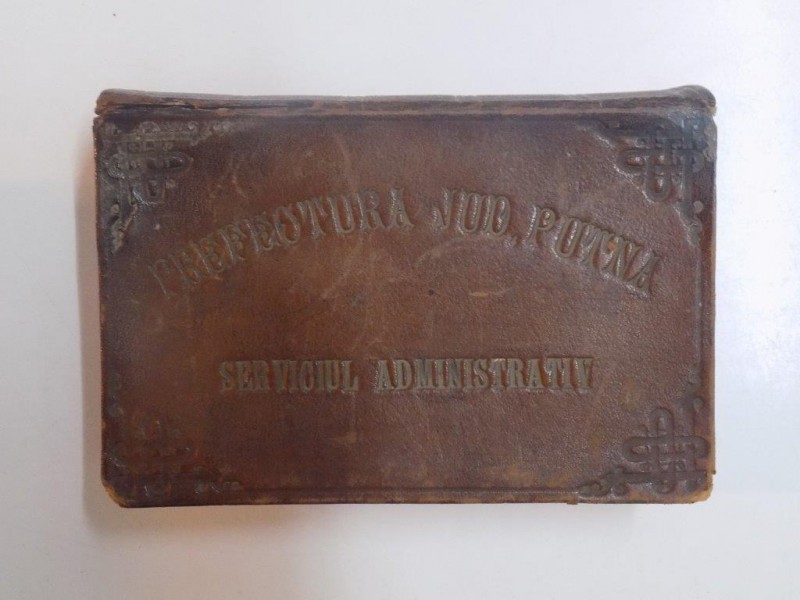 PREFECTURA JUD. PUTNA
SERVICIUL ADMINISTRATIV